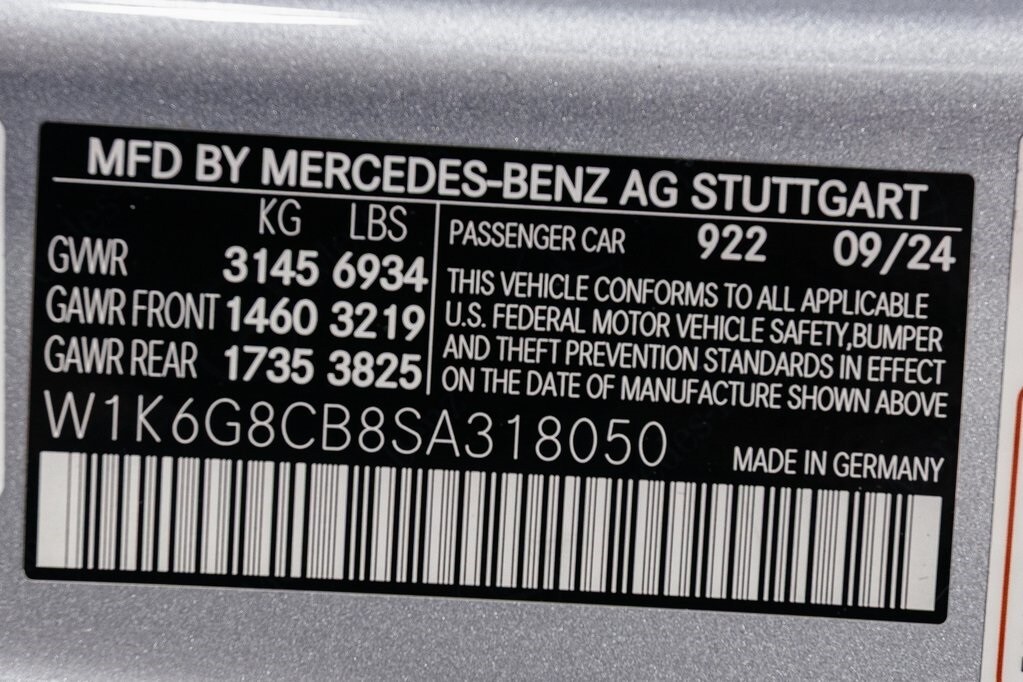 MFD BY MERCEDES-BENZ AG STUTTGART
KG LBS
GVWR 3145 6934
GAWR FRONT 1460 3219
GAWR REAR 1735 3825
PASSENGER CAR 922 09/24
THIS VEHICLE CONFORMS TO ALL APPLICABLE
U.S. FEDERAL MOTOR VEHICLE SAFETY,BUMPER
AND THEFT PREVENTION STANDARDS IN EFFECT
ON THE DATE OF MANUFACTURE SHOWN ABOVE
W1K6G8CB8SA318050
MADE IN GERMANY